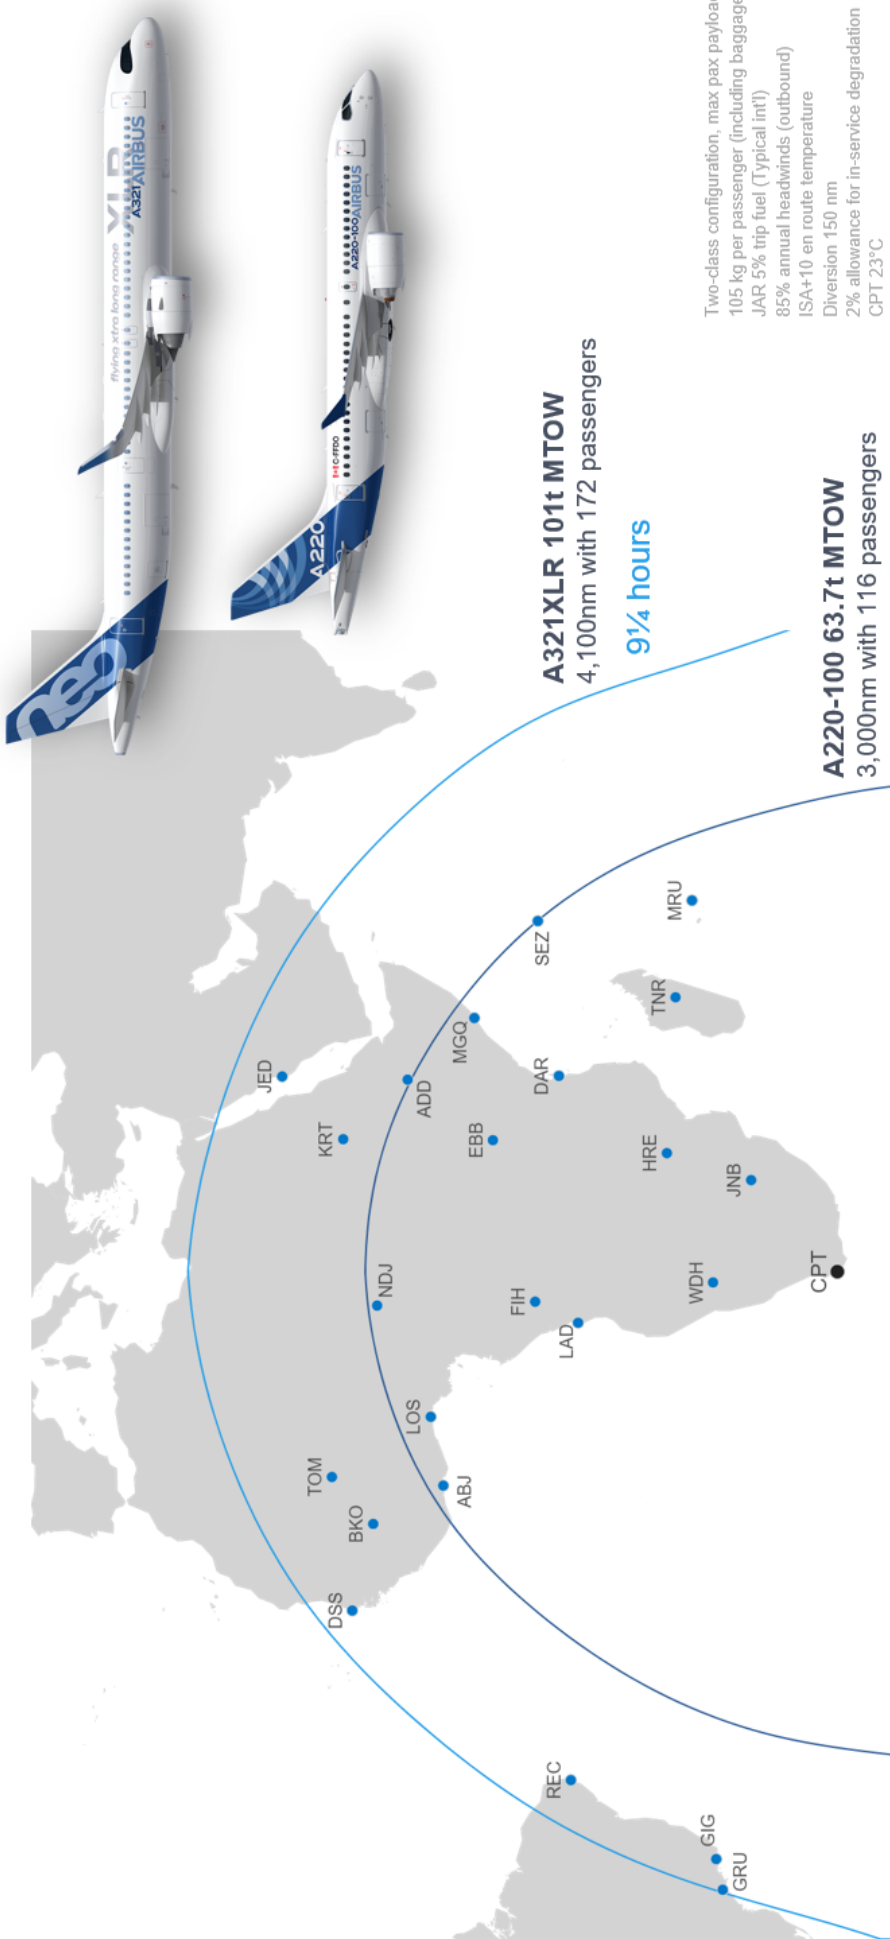 neo
flying xtra long range
XLR
A321 AIRBUS
A220
C-FFDO
A220-100 AIRBUS
A321XLR 101t MTOW
4,100nm with 172 passengers
9¼ hours
A220-100 63.7t MTOW
3,000nm with 116 passengers
Two-class configuration, max pax
105 kg per passenger (including
JAR 5% trip fuel (Typical int'l)
85% annual headwinds (outbound)
ISA+10 en route temperature
Diversion 150 nm
2% allowance for in-service degradation
CPT 23°C
JED
KRT
TOM
DSS
BKO
NDJ
ADD
LOS
ABJ
MGQ
EBB
SEZ
FIH
DAR
LAD
REC
HRE
TNR
MRU
WDH
GIG
JNB
GRU
CPT